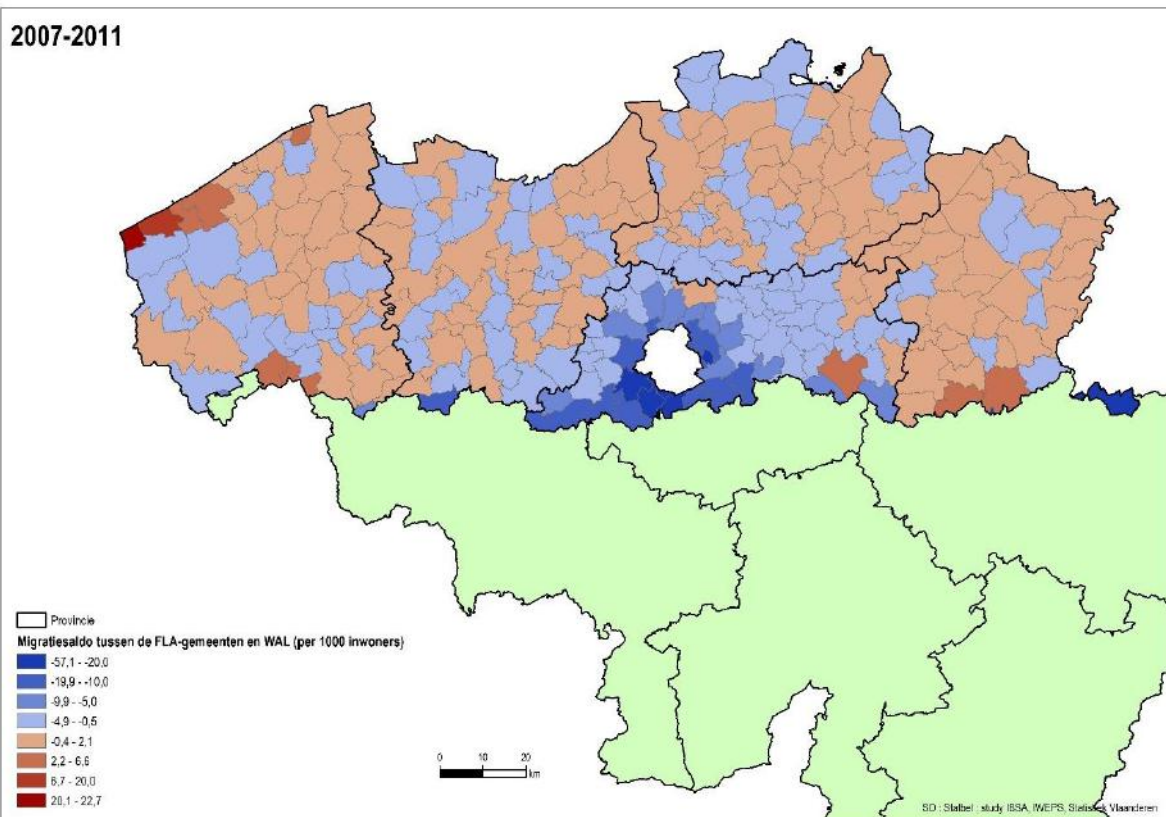 2007-2011
Provincie
Migratiesaldo tussen de FLA-gemeenten en WAL (per 1000 inwoners)
-57,1 - -20,0
-19,9 - -10,0
-9,9 - -5,0
-4,9 - -0,5
-0,4 - 2,1
2,2 - 6,6
6,7 - 20,0
20,1 - 22,7
0 10 20
km
SD : Statbel : study ISSA, IWEPS, Statistiek Vlaanderen